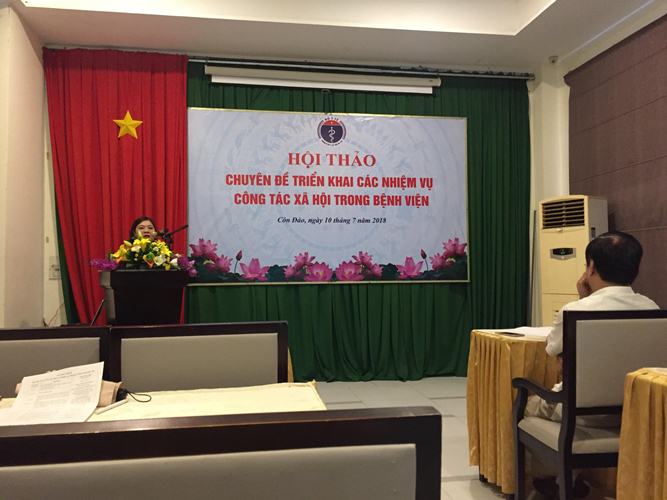 HỘI THẢO
CHUYÊN ĐỀ TRIỂN KHAI CÁC NHIỆM VỤ
CÔNG TÁC XÃ HỘI TRONG BỆNH VIỆN
Côn Đảo, ngày 10 tháng 7 năm 2018